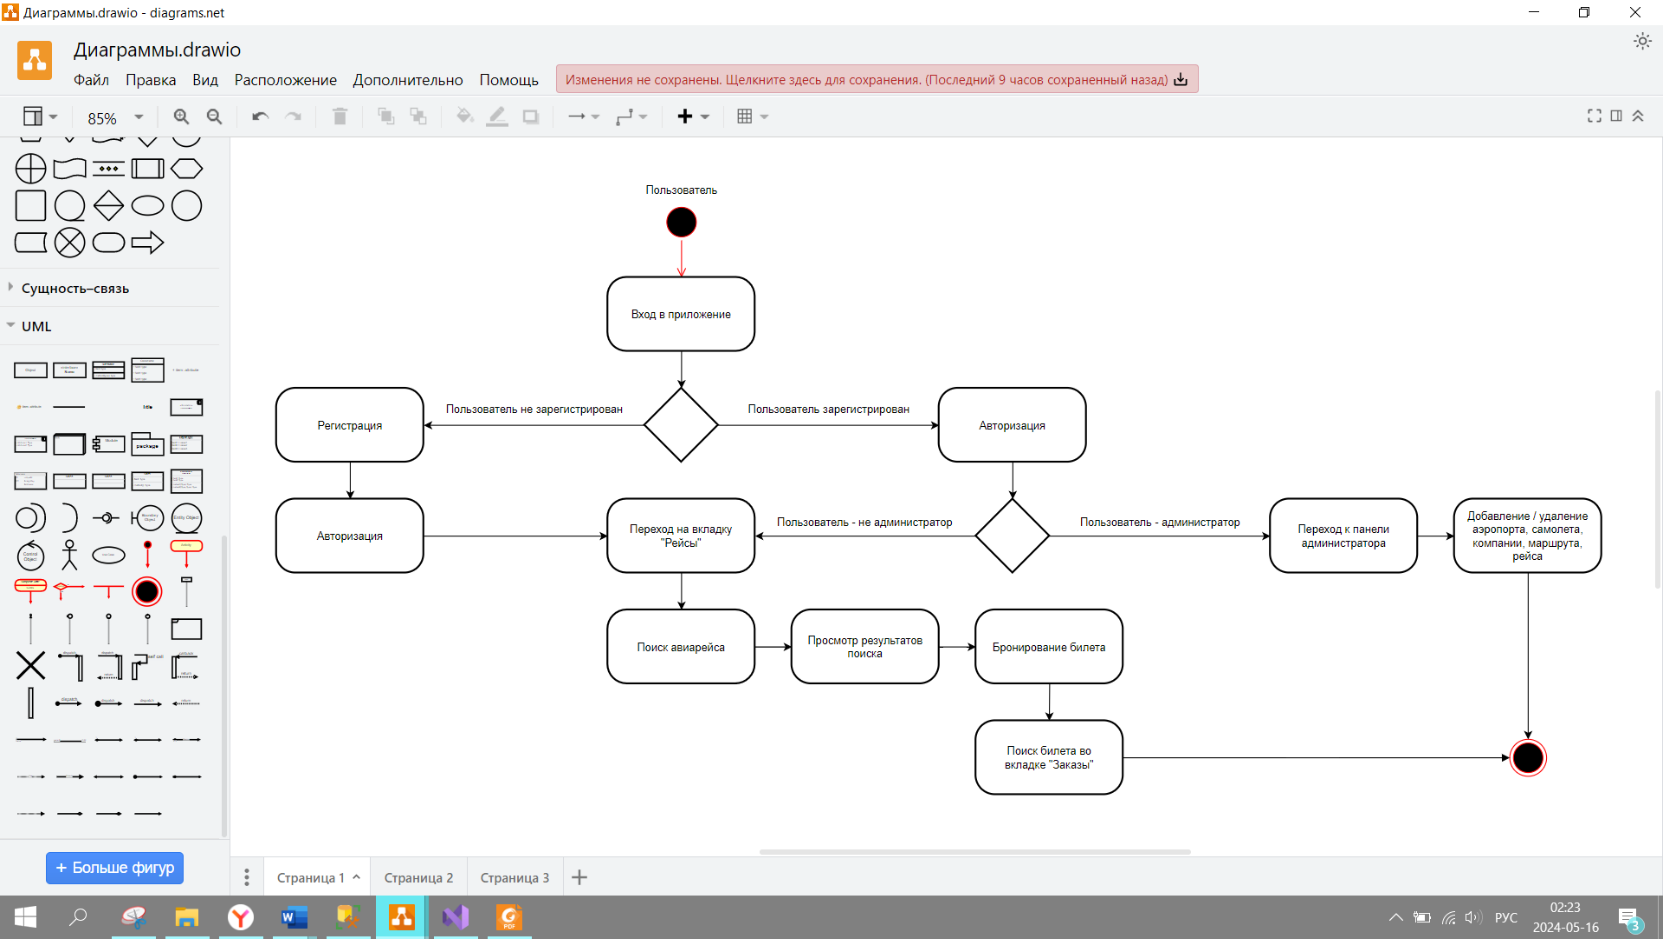 Диаграммы.drawio - diagrams.net
Диаграммы.drawio
Файл Правка Вид Расположение Дополнительно Помощь
Изменения не сохранены. Щелкните здесь для сохранения. (Последний 9 часов сохраненный назад)
85%
Сущность–связь
UML
package
+ Больше фигур
Пользователь
Вход в приложение
Пользователь не зарегистрирован
Пользователь зарегистрирован
Регистрация
Авторизация
Авторизация
Переход на вкладку
"Рейсы"
Пользователь - не администратор
Пользователь - администратор
Переход к панели
администратора
Добавление / удаление
аэропорта, самолета,
компании, маршрута,
рейса
Поиск авиарейса
Просмотр результатов
поиска
Бронирование билета
Поиск билета во
вкладке "Заказы"
Страница 1
Страница 2
Страница 3
РУС
02:23
2024-05-16
3